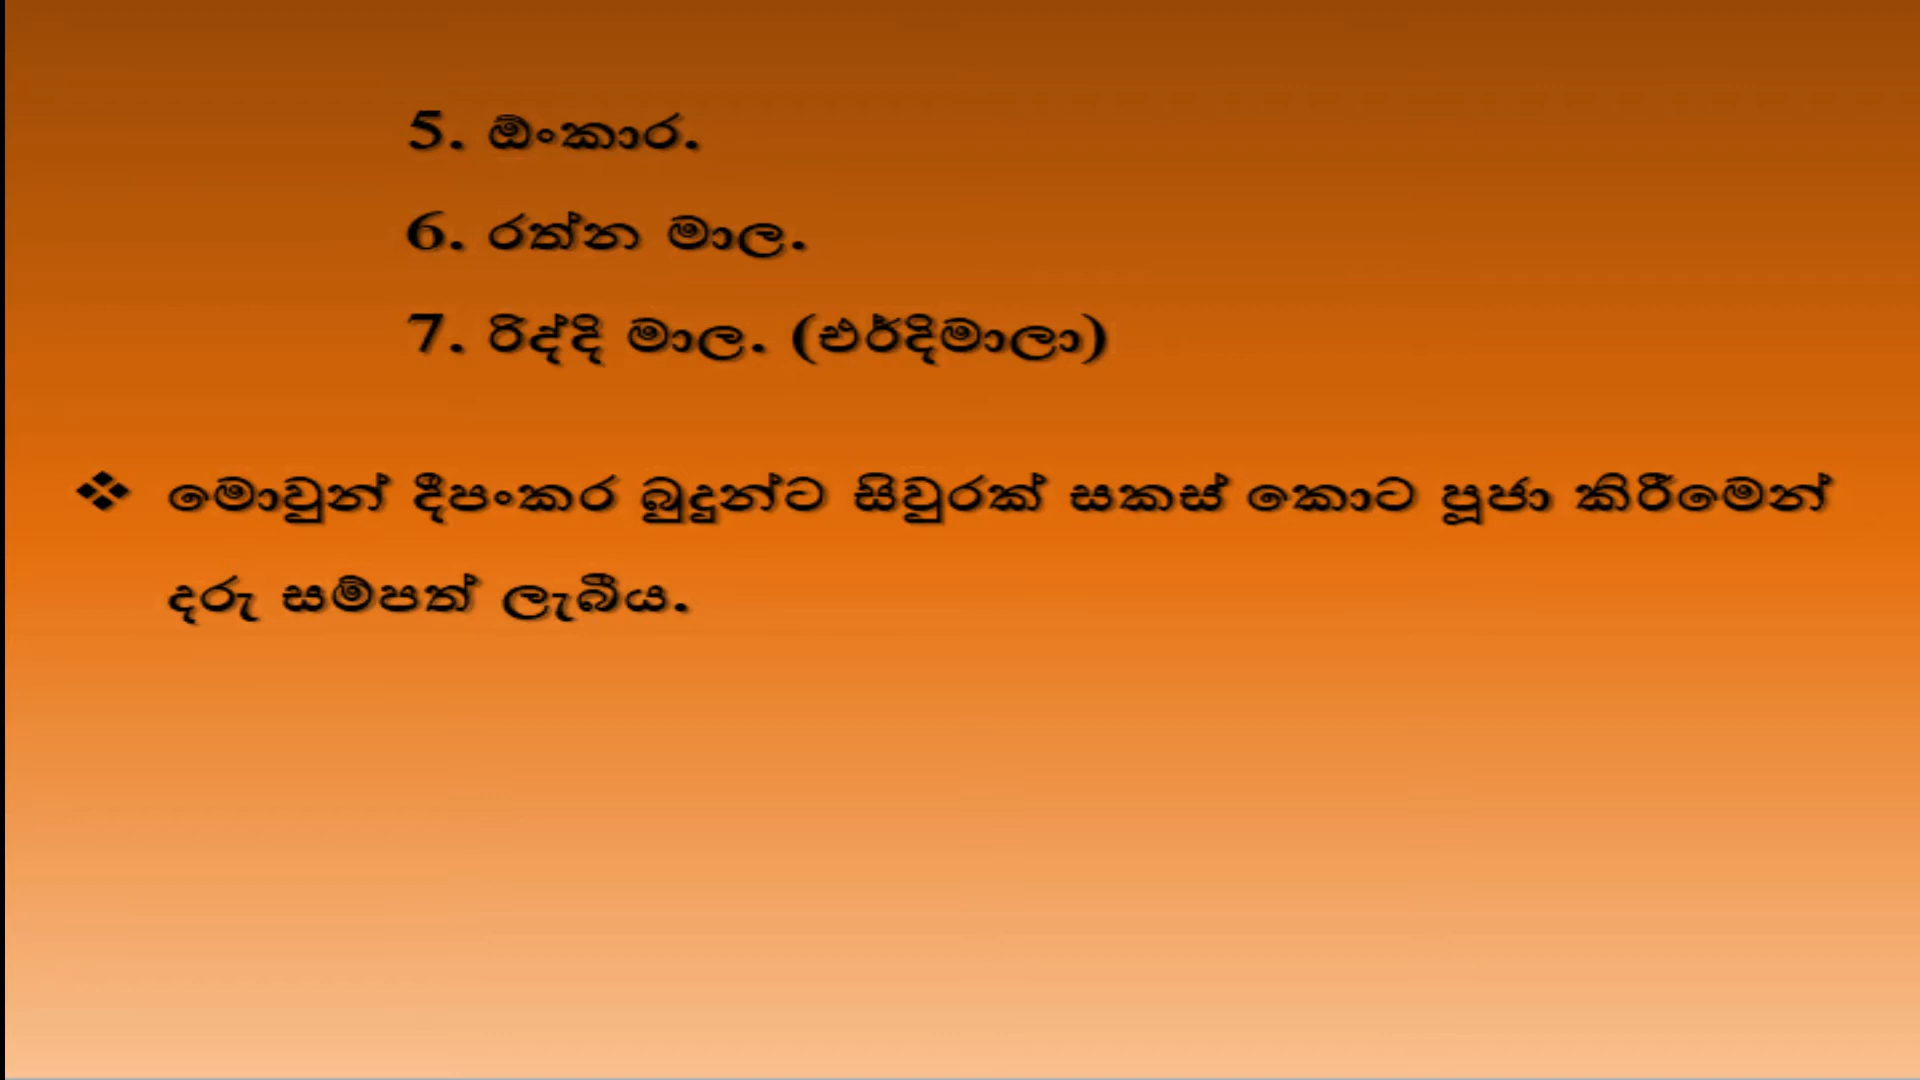 5. ඕංකාර.
6. රත්න මාල.
7. රිද්දි මාල. (එර්දිමාලා)
❖ මොවුන් දීපංකර බුදුන්ට සිවුරක් සකස් කොට පූජා කිරීමෙන්
දරු සම්පත් ලැබීය.